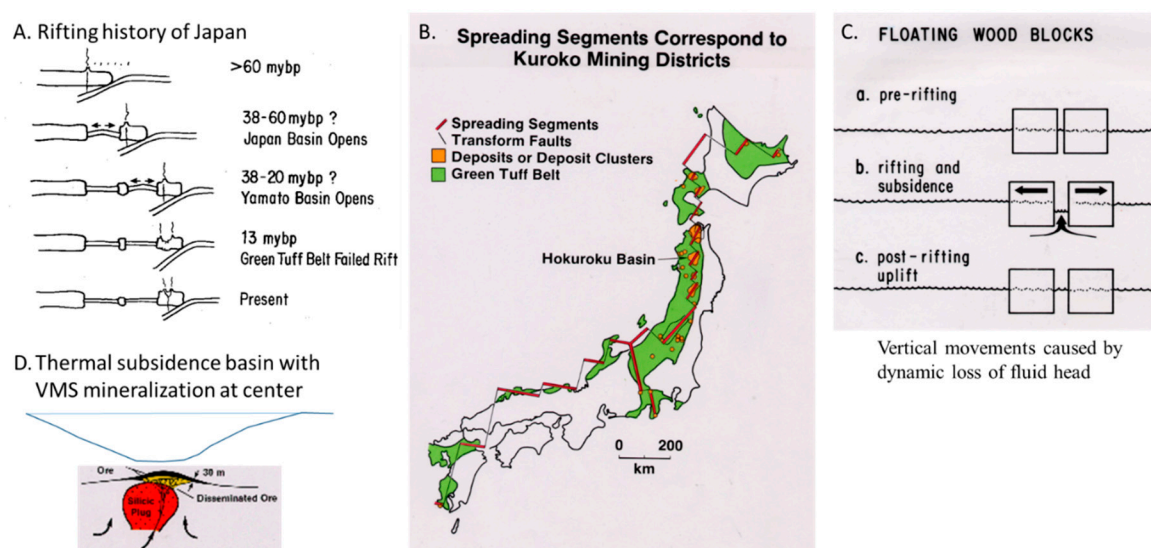 A. Rifting history of Japan
>60 mybp
38-60 mybp ?
Japan Basin Opens
38-20 mybp ?
Yamato Basin Opens
13 mybp
Green Tuff Belt Failed Rift
Present
D. Thermal subsidence basin with
VMS mineralization at center
Ore
30 m
Disseminated Ore
Silicic
Plug
B.
Spreading Segments Correspond to
Kuroko Mining Districts
Spreading Segments
Transform Faults
Deposits or Deposit Clusters
Green Tuff Belt
Hokuroku Basin
0 200
km
C. FLOATING WOOD BLOCKS
a. pre-rifting
b. rifting and
subsidence
c. post-rifting
uplift
Vertical movements caused by
dynamic loss of fluid head